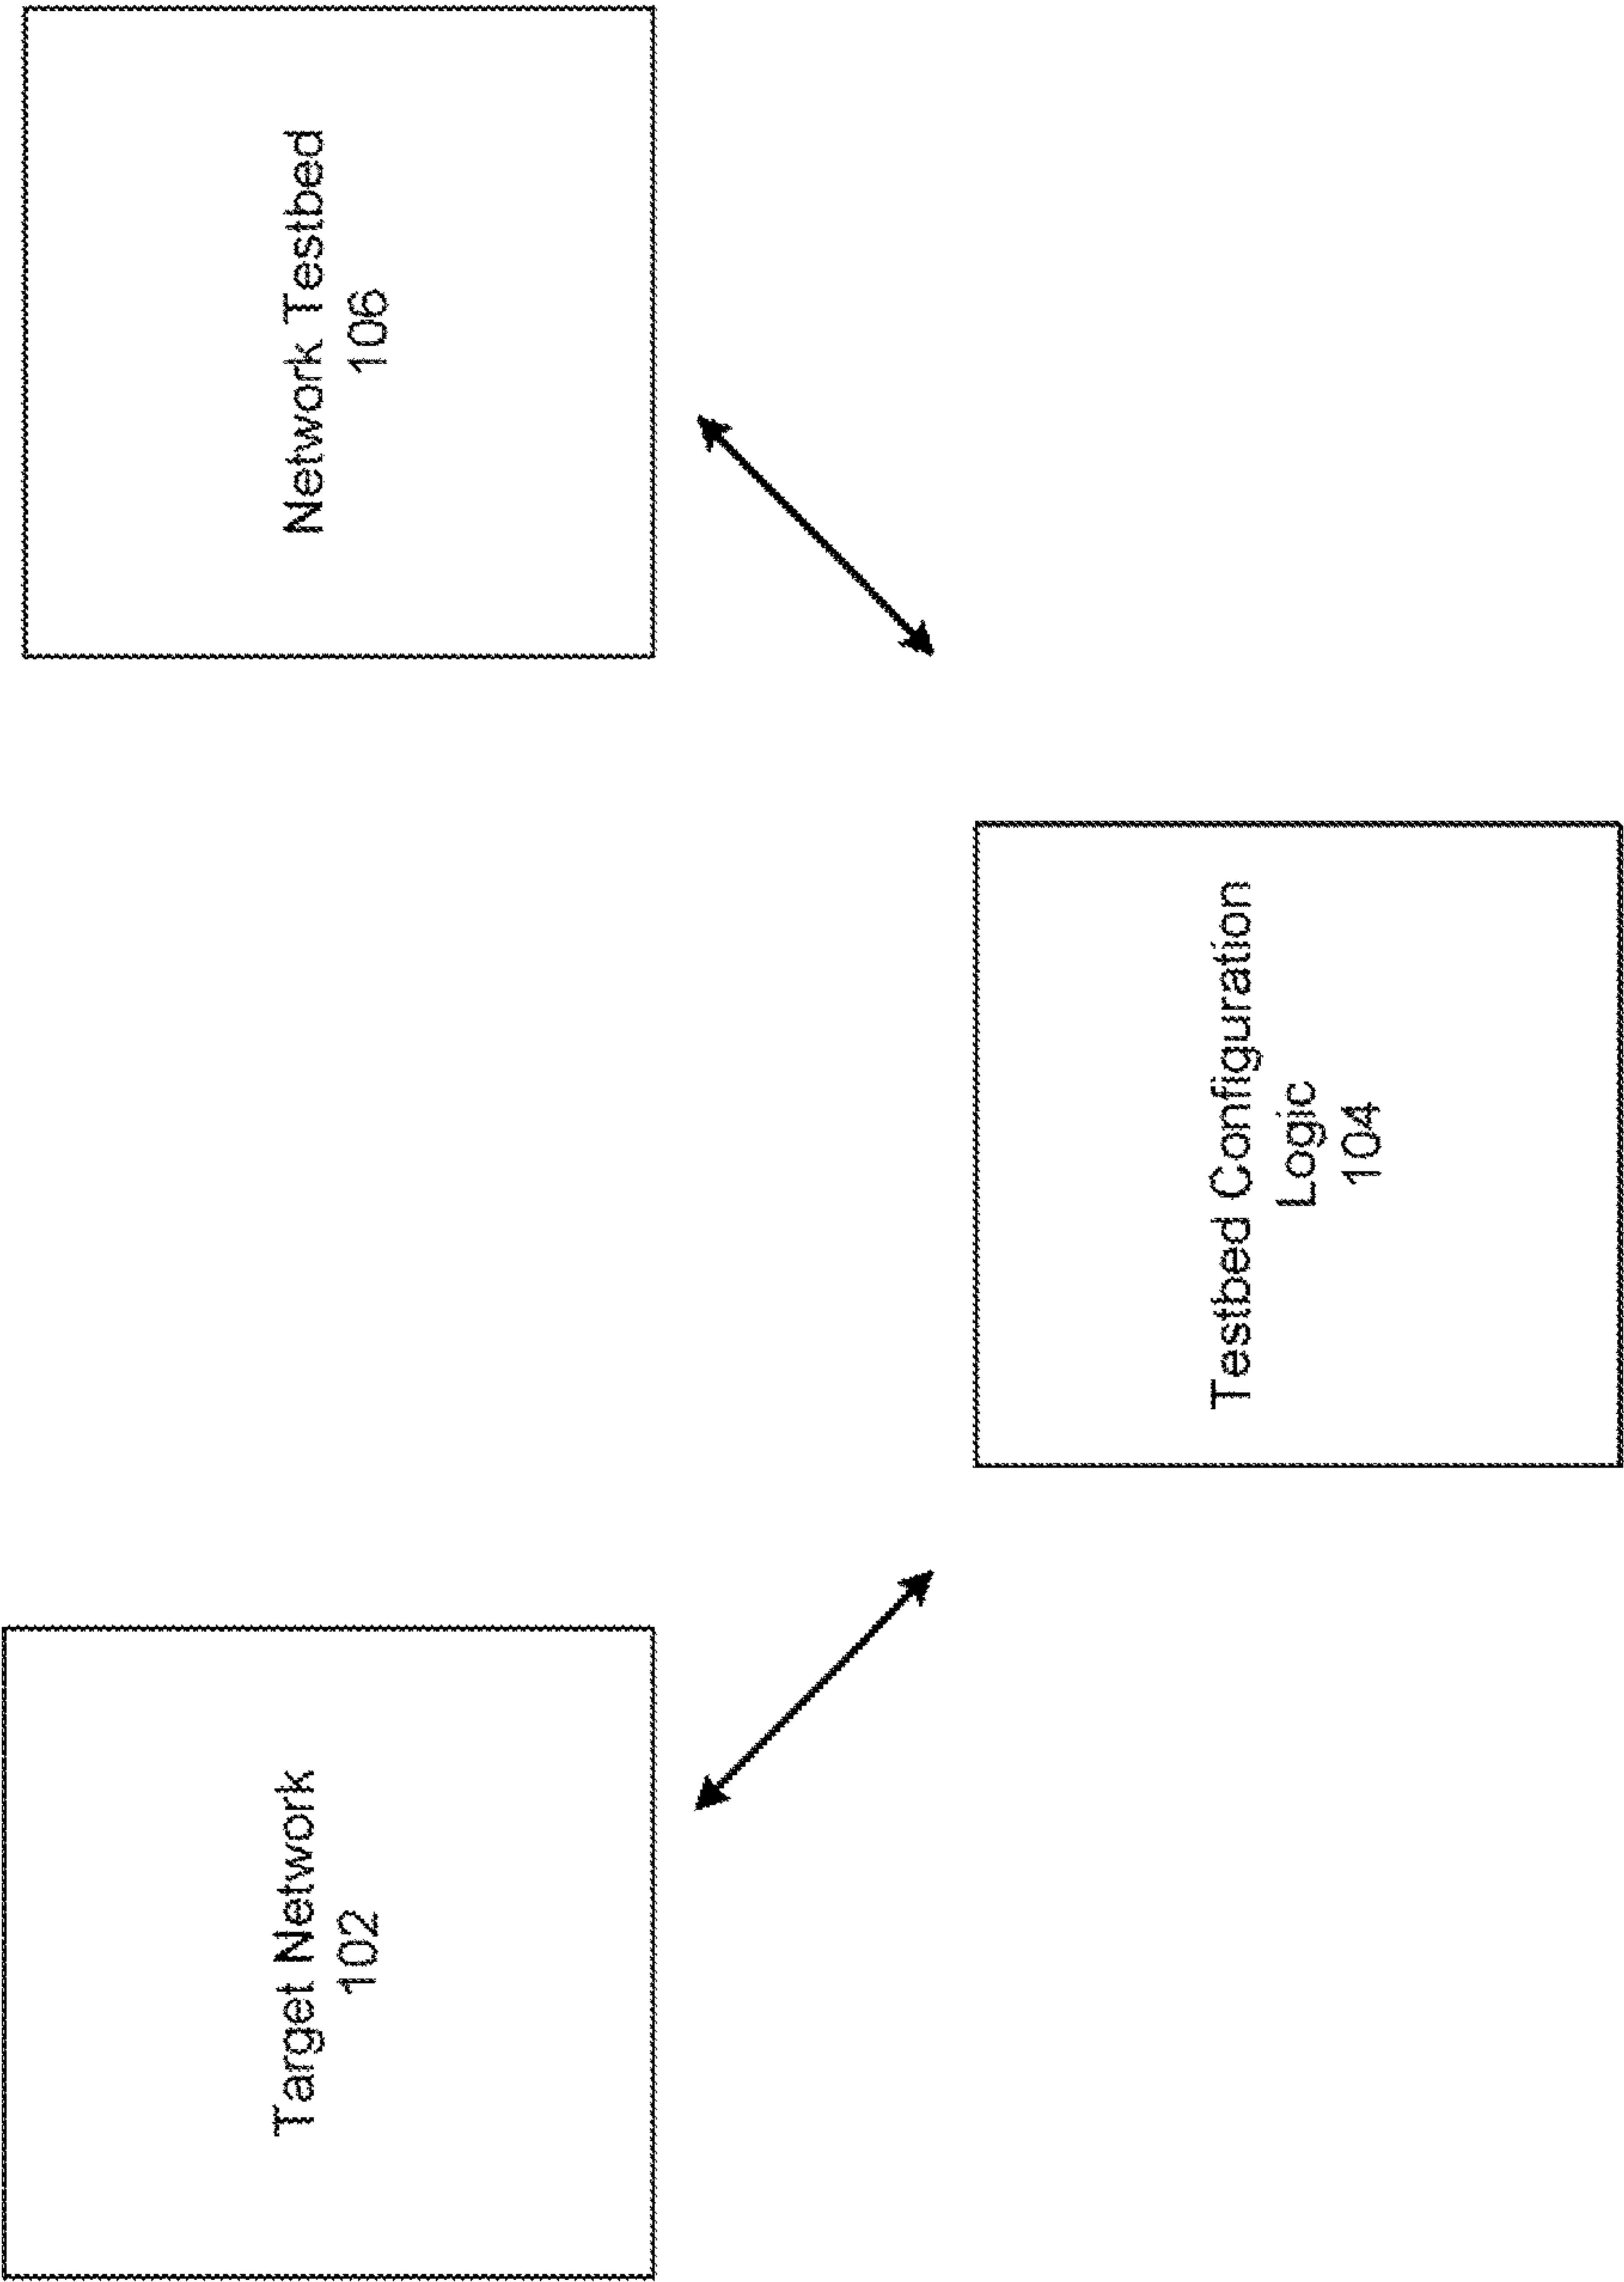 Target Network
102
Network Testbed
106
Testbed Configuration
Logic
104